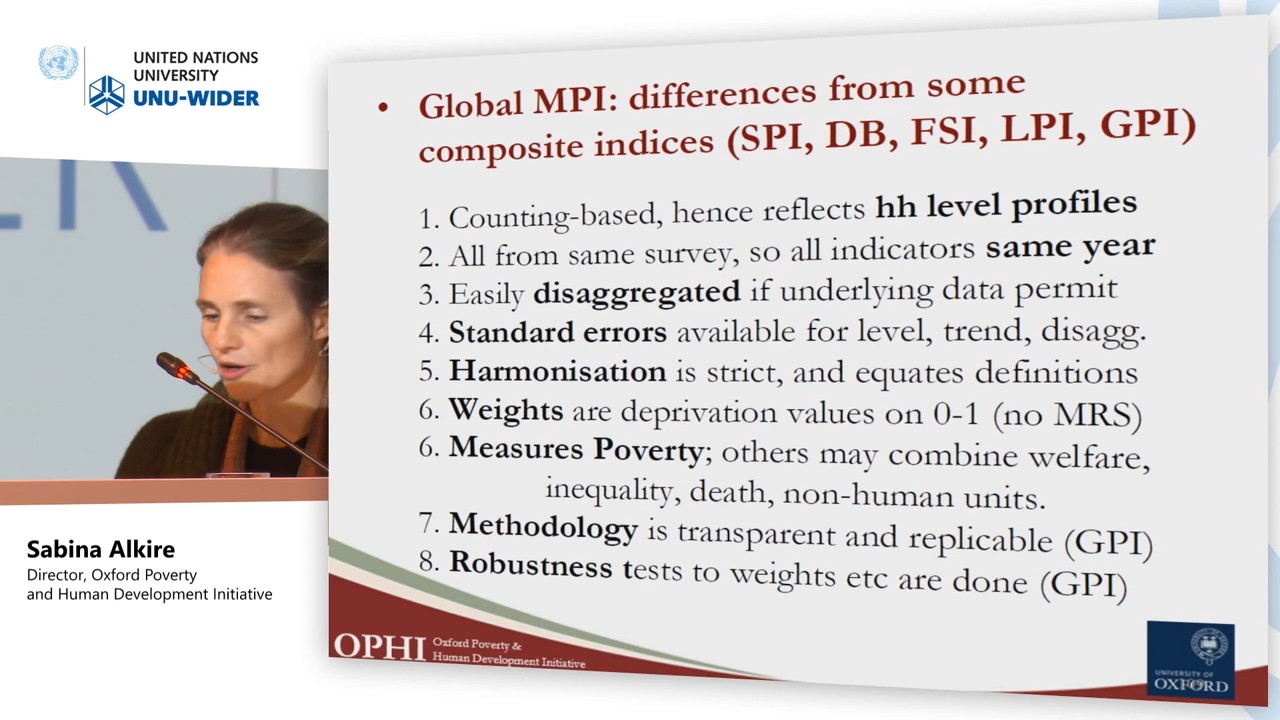 UNITED NATIONS
UNIVERSITY
UNU-WIDER
Sabina Alkire
Director, Oxford Poverty
and Human Development Initiative
• Global MPI: differences from some
composite indices (SPI, DB, FSI, LPI, GPI)
1. Counting-based, hence reflects hh level profiles
2. All from same survey, so all indicators same year
3. Easily disaggregated if underlying data permit
4. Standard errors available for level, trend, disagg.
5. Harmonisation is strict, and equates definitions
6. Weights are deprivation values on 0-1 (no MRS)
6. Measures Poverty; others may combine welfare,
inequality, death, non-human units.
7. Methodology is transparent and replicable (GPI)
8. Robustness tests to weights etc are done (GPI)
OPHI
Oxford Poverty &
Human Development Initiative
UNIVERSITY OF
OXFORD